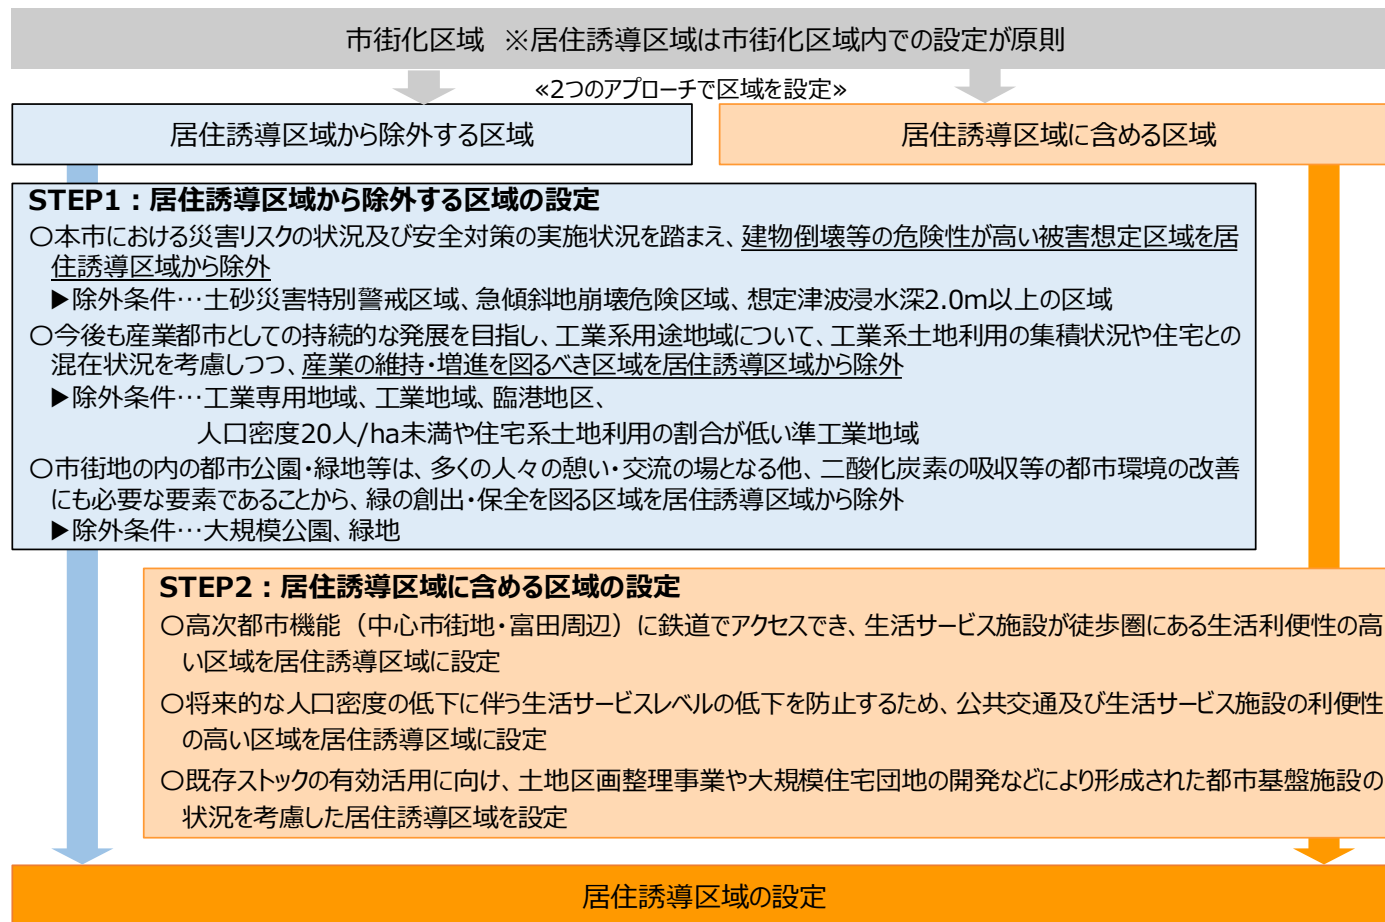 市街化区域　※居住誘導区域は市街化区域内での設定が原則
≪2つのアプローチで区域を設定≫
居住誘導区域から除外する区域
居住誘導区域に含める区域
STEP1：居住誘導区域から除外する区域の設定
○本市における災害リスクの状況及び安全対策の実施状況を踏まえ、建物倒壊等の危険性が高い被害想定区域を居
住誘導区域から除外
▶除外条件…土砂災害特別警戒区域、急傾斜地崩壊危険区域、想定津波浸水深2.0m以上の区域
○今後も産業都市としての持続的な発展を目指し、工業系用途地域について、工業系土地利用の集積状況や住宅との
混在状況を考慮しつつ、産業の維持・増進を図るべき区域を居住誘導区域から除外
▶除外条件…工業専用地域、工業地域、臨港地区、
人口密度20人/ha未満や住宅系土地利用の割合が低い準工業地域
○市街地の内の都市公園・緑地等は、多くの人々の憩い・交流の場となる他、二酸化炭素の吸収等の都市環境の改善
にも必要な要素であることから、緑の創出・保全を図る区域を居住誘導区域から除外
▶除外条件…大規模公園、緑地
STEP2：居住誘導区域に含める区域の設定
○高次都市機能（中心市街地・富田周辺）に鉄道でアクセスでき、生活サービス施設が徒歩圏にある生活利便性の高
い区域を居住誘導区域に設定
○将来的な人口密度の低下に伴う生活サービスレベルの低下を防止するため、公共交通及び生活サービス施設の利便性
の高い区域を居住誘導区域に設定
○既存ストックの有効活用に向け、土地区画整理事業や大規模住宅団地の開発などにより形成された都市基盤施設の
状況を考慮した居住誘導区域を設定
居住誘導区域の設定